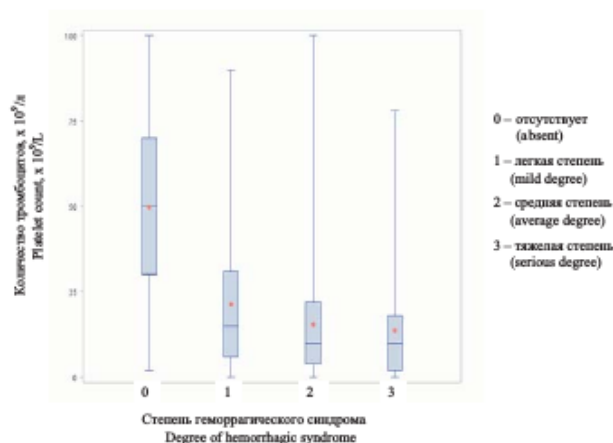 Количество тромбоцитов, x 10⁹/л
Platelet count, x 10⁹/L
100
75
50
25
0
0 1 2 3
Степень геморрагического синдрома
Degree of hemorrhagic syndrome
0 – отсутствует
(absent)
1 – легкая степень
(mild degree)
2 – средняя степень
(average degree)
3 – тяжелая степень
(serious degree)